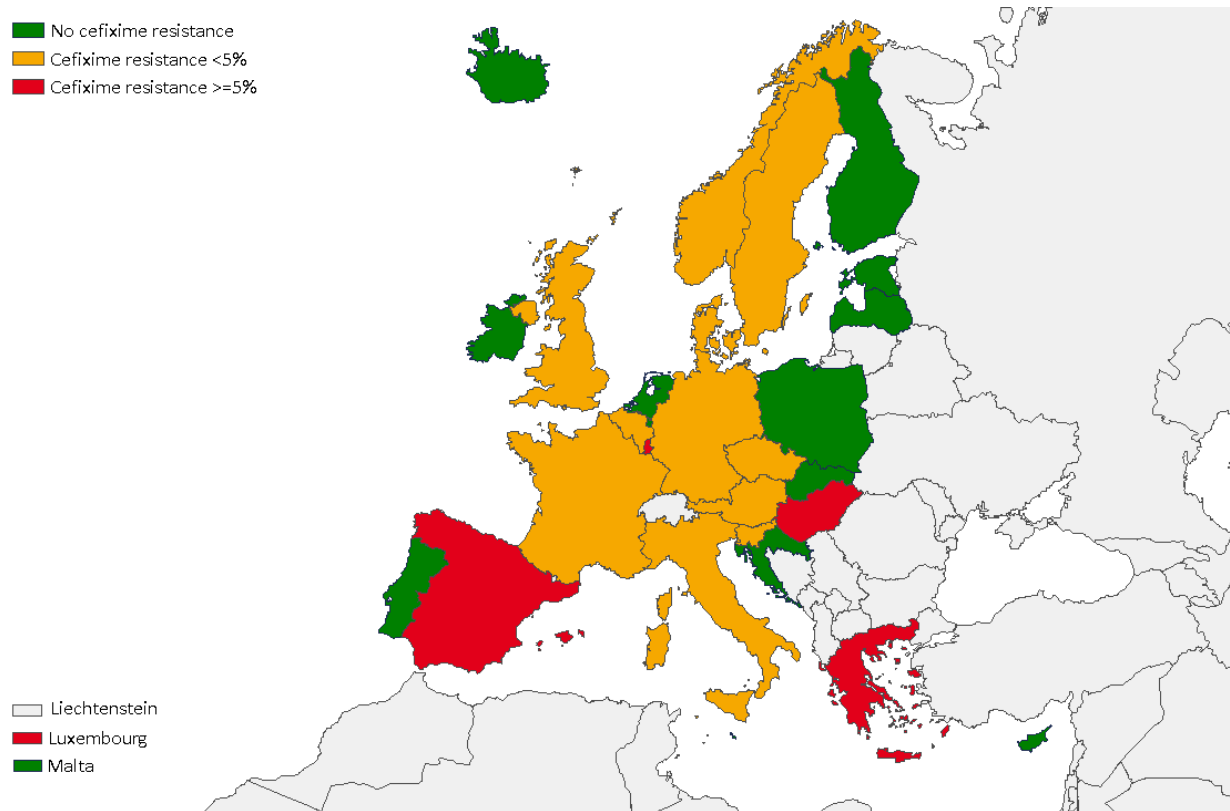 No cefixime resistance
Cefixime resistance <5%
Cefixime resistance >=5%
Liechtenstein
Luxembourg
Malta